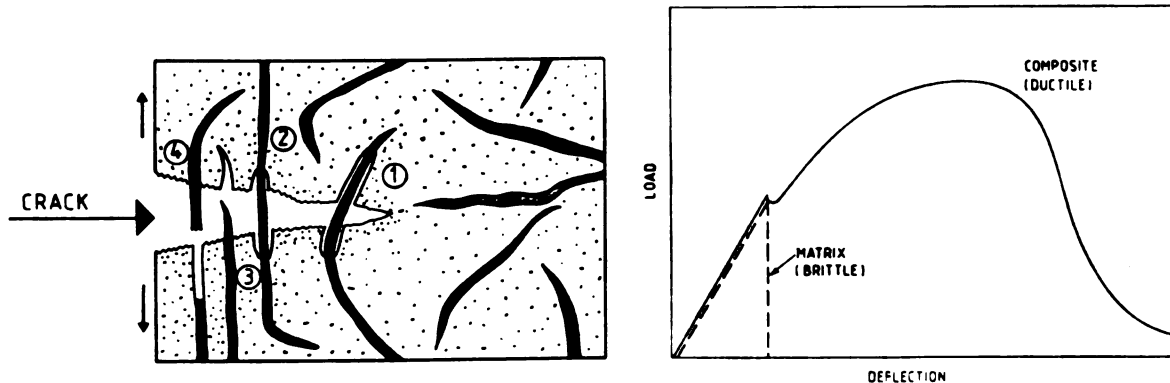 CRACK
4
2
1
3
COMPOSITE
(DUCTILE)
MATRIX
(BRITTLE)
LOAD
DEFLECTION